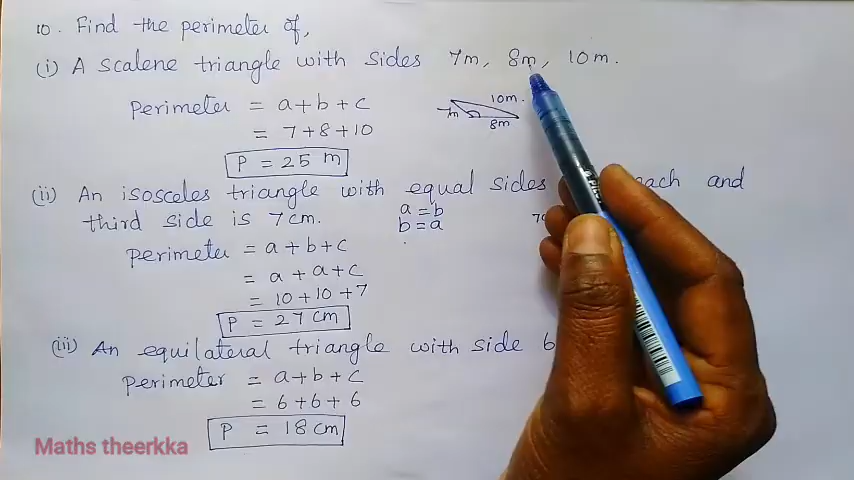 10. Find the perimeter of,
(i) A scalene triangle with sides 7m, 8m, 10m.
Perimeter = a+b+c
10m.
7m
8m
= 7+8+10
P = 25 m
(ii) An isosceles triangle with equal sides each and
third side is 7cm.
a = b
b = a
Perimeter = a+b+c
= a+a+c
= 10+10+7
P = 27 cm
(iii) An equilateral triangle with side 6
Perimeter = a+b+c
= 6+6+6
P = 18 cm
Maths theerkka